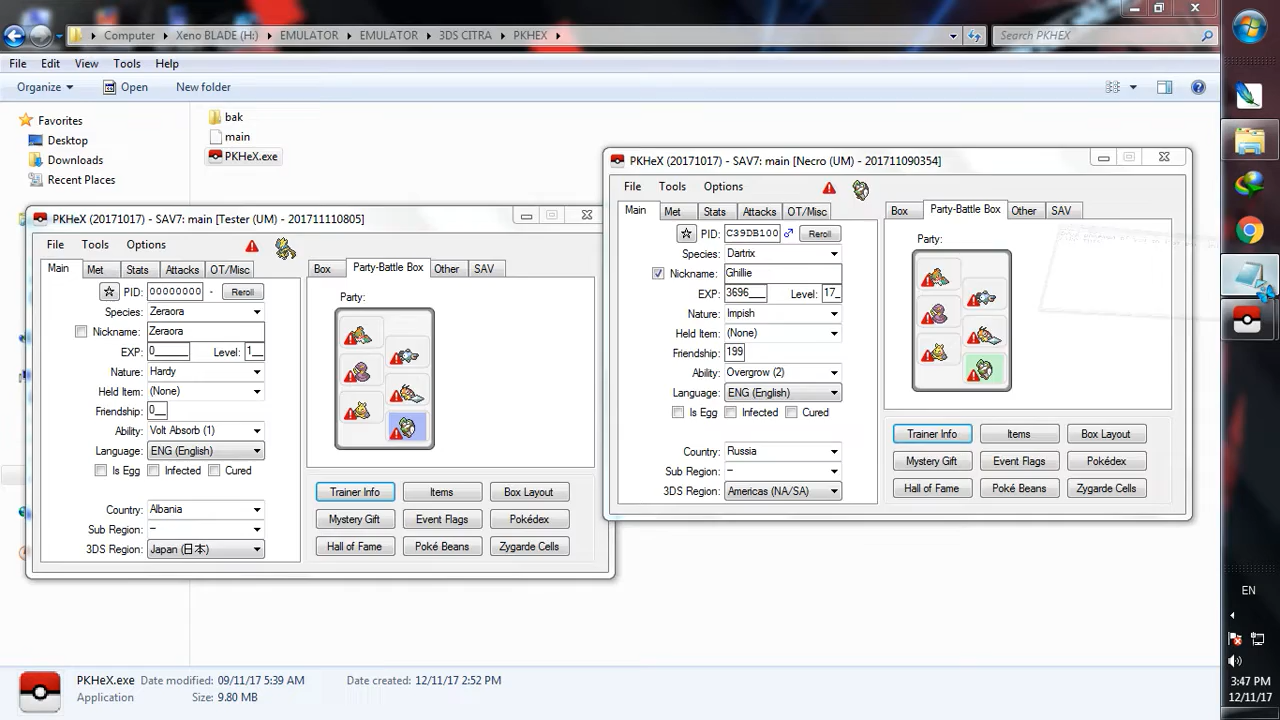 Computer ▸ Xeno BLADE (H:) ▸ EMULATOR ▸ EMULATOR ▸ 3DS CITRA ▸ PKHEX ▸
Search PKHEX
File Edit View Tools Help
Organize Open New folder
Favorites
Desktop
Downloads
Recent Places
bak
main
PKHeX.exe
PKHeX (20171017) - SAV7: main [Tester (UM) - 201711110805]
File Tools Options
Main Met Stats Attacks OT/Misc
PID: 00000000 - Reroll
Species: Zeraora
Nickname: Zeraora
EXP: 0_____ Level: 1__
Nature: Hardy
Held Item: (None)
Friendship: 0__
Ability: Volt Absorb (1)
Language: ENG (English)
Is Egg Infected Cured
Country: Albania
Sub Region: –
3DS Region: Japan (日本)
Box Party-Battle Box Other SAV
Party:
Trainer Info Items Box Layout
Mystery Gift Event Flags Pokédex
Hall of Fame Poké Beans Zygarde Cells
PKHeX (20171017) - SAV7: main [Necro (UM) - 201711090354]
File Tools Options
Main Met Stats Attacks OT/Misc
PID: C39DB100 ♂ Reroll
Species: Dartrix
Nickname: Ghillie
EXP: 3696___ Level: 17_
Nature: Impish
Held Item: (None)
Friendship: 199
Ability: Overgrow (2)
Language: ENG (English)
Is Egg Infected Cured
Country: Russia
Sub Region: –
3DS Region: Americas (NA/SA)
Box Party-Battle Box Other SAV
Party:
Trainer Info Items Box Layout
Mystery Gift Event Flags Pokédex
Hall of Fame Poké Beans Zygarde Cells
PKHeX.exe Date modified: 09/11/17 5:39 AM Date created: 12/11/17 2:52 PM
Application Size: 9.80 MB
EN
3:47 PM
12/11/17